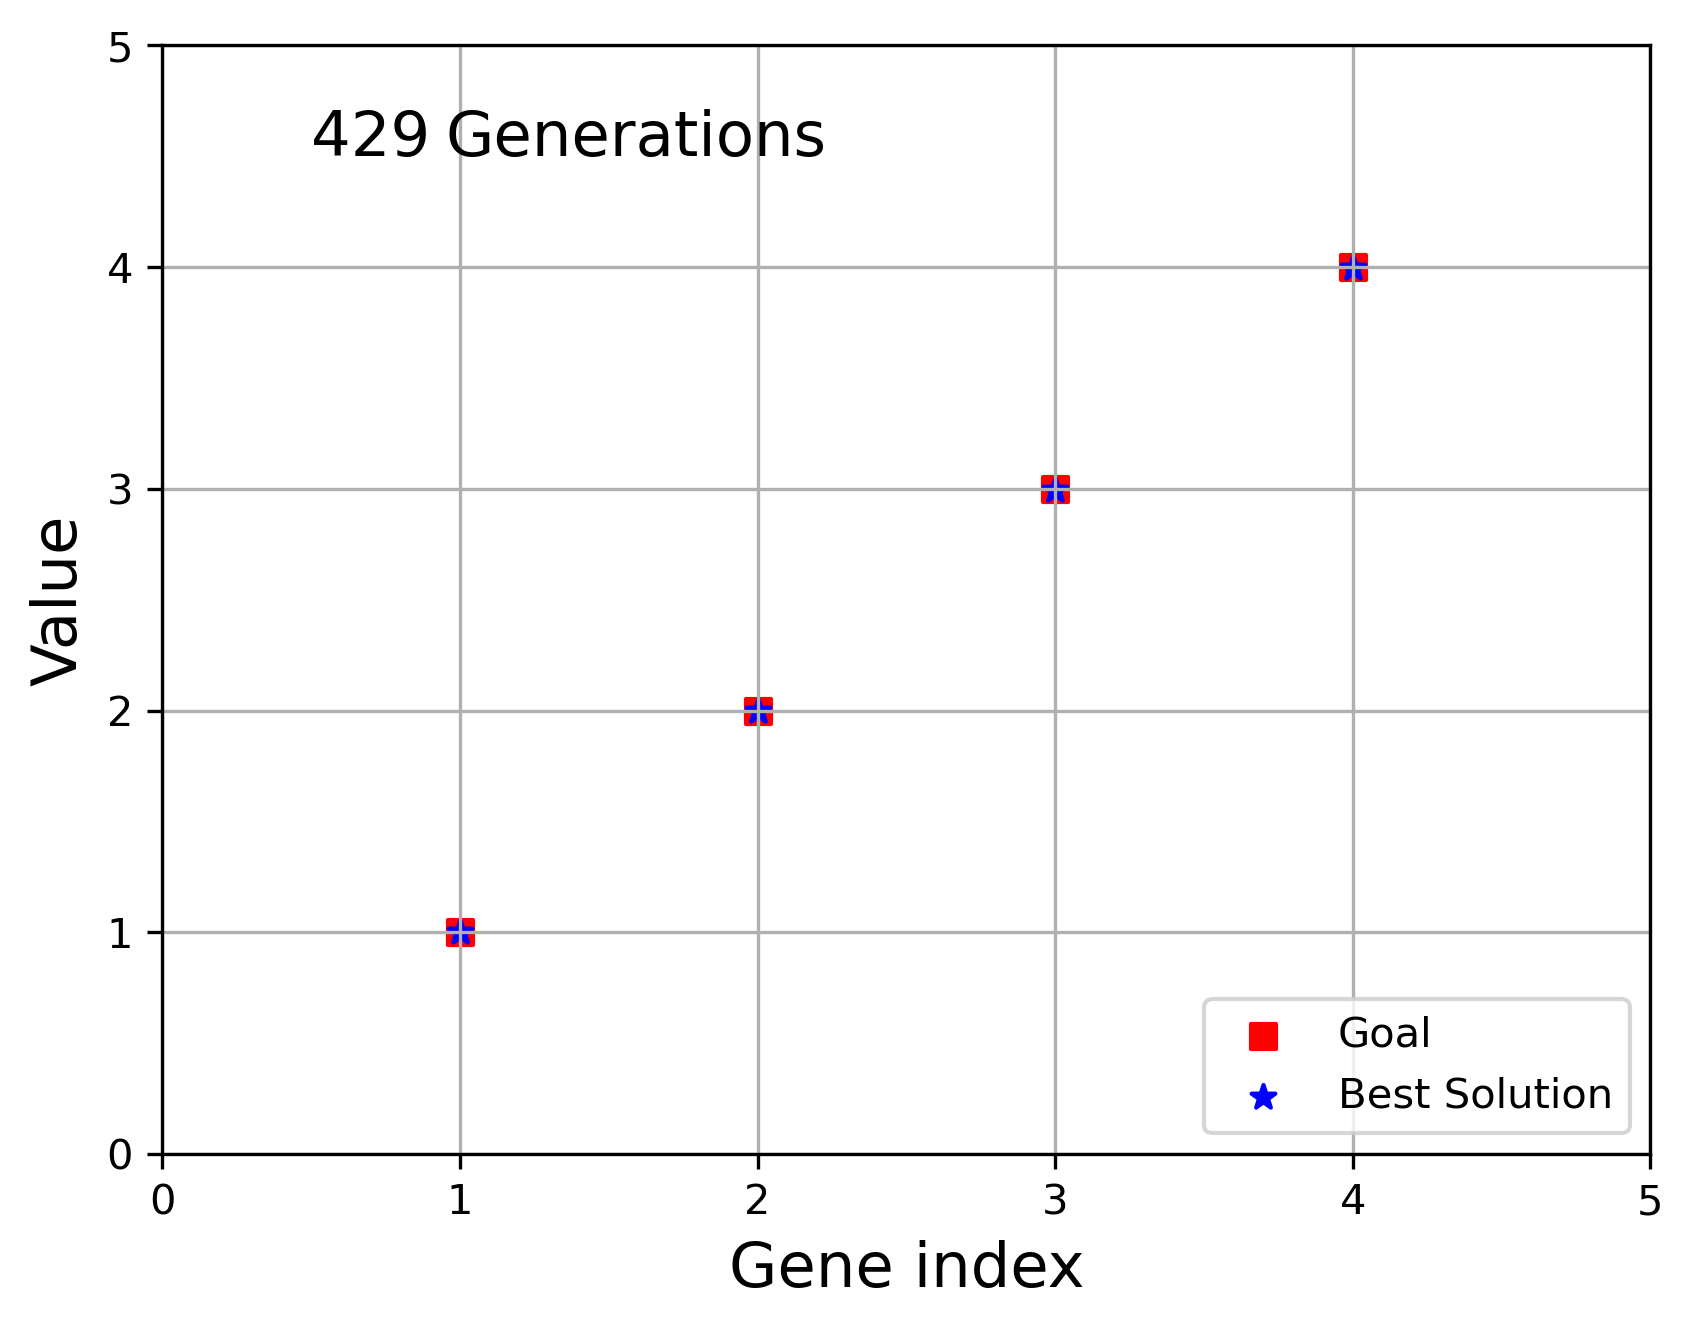 429 Generations
5
4
3
2
1
0
Value
0 1 2 3 4 5
Gene index
Goal
Best Solution